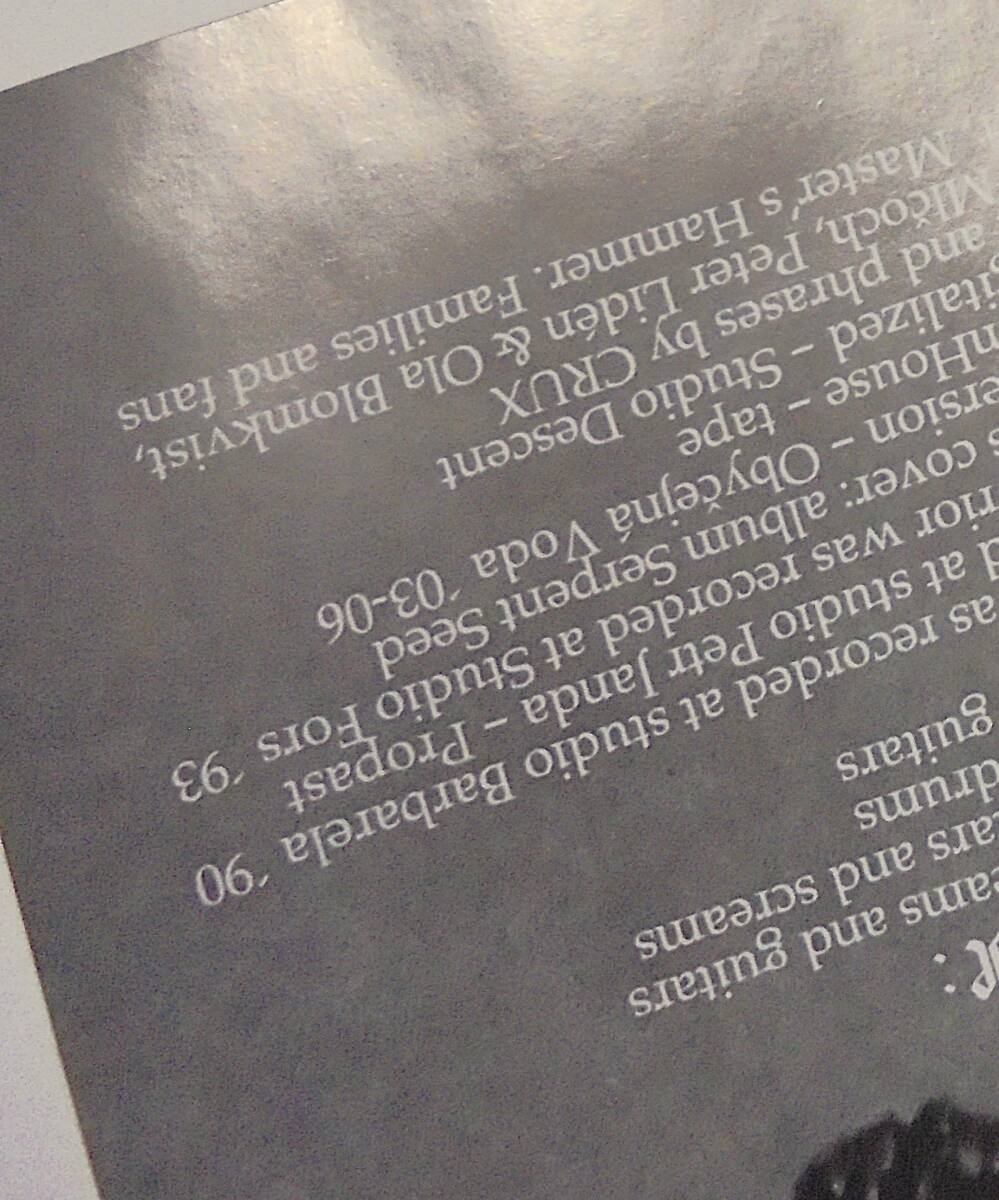 eams and guitars
ars and screams
drums
guitars
as recorded at studio Barbarela ´90
d at studio Petr Janda – Propast
rior was recorded at Studio Fors ´93
s cover: album Serpent Seed
ersion – Obyčejná Voda ´03-06
nHouse – tape
gitalized – Studio Descent
and phrases by CRUX
Mlčoch, Peter Lidén & Ola Blomkvist,
Master´s Hammer. Families and fans